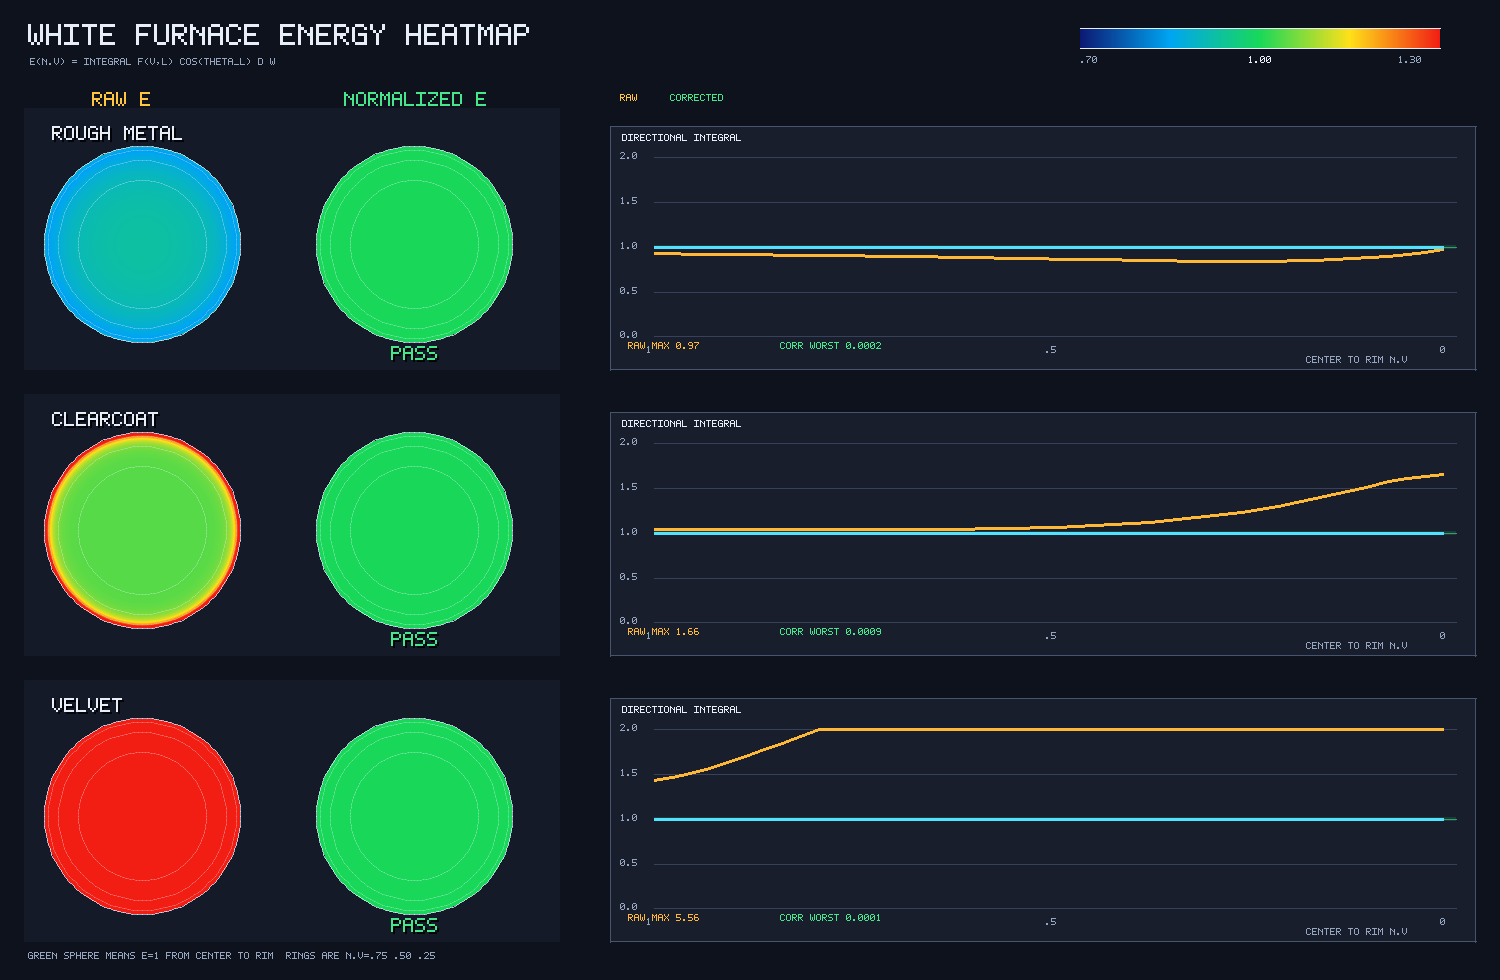 WHITE FURNACE ENERGY HEATMAP
E(N.V) = INTEGRAL F(V,L) COS(THETA_L) D W
.70 1.00 1.30
RAW E NORMALIZED E
RAW CORRECTED
ROUGH METAL
PASS
DIRECTIONAL INTEGRAL
2.0
1.5
1.0
0.5
0.0
RAW MAX 0.97 CORR WORST 0.0002
1 .5 0
CENTER TO RIM N.V
CLEARCOAT
PASS
DIRECTIONAL INTEGRAL
2.0
1.5
1.0
0.5
0.0
RAW MAX 1.66 CORR WORST 0.0009
1 .5 0
CENTER TO RIM N.V
VELVET
PASS
DIRECTIONAL INTEGRAL
2.0
1.5
1.0
0.5
0.0
RAW MAX 5.56 CORR WORST 0.0001
1 .5 0
CENTER TO RIM N.V
GREEN SPHERE MEANS E=1 FROM CENTER TO RIM RINGS ARE N.V=.75 .50 .25